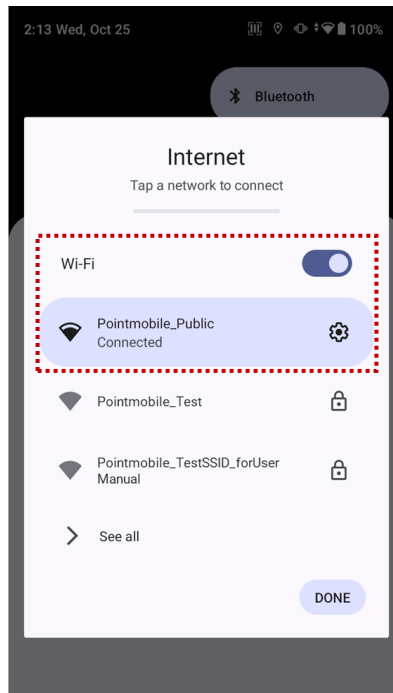 2:13 Wed, Oct 25
100%
Bluetooth
Internet
Tap a network to connect
Wi-Fi
Pointmobile_Public
Connected
Pointmobile_Test
Pointmobile_TestSSID_forUser
Manual
See all
DONE